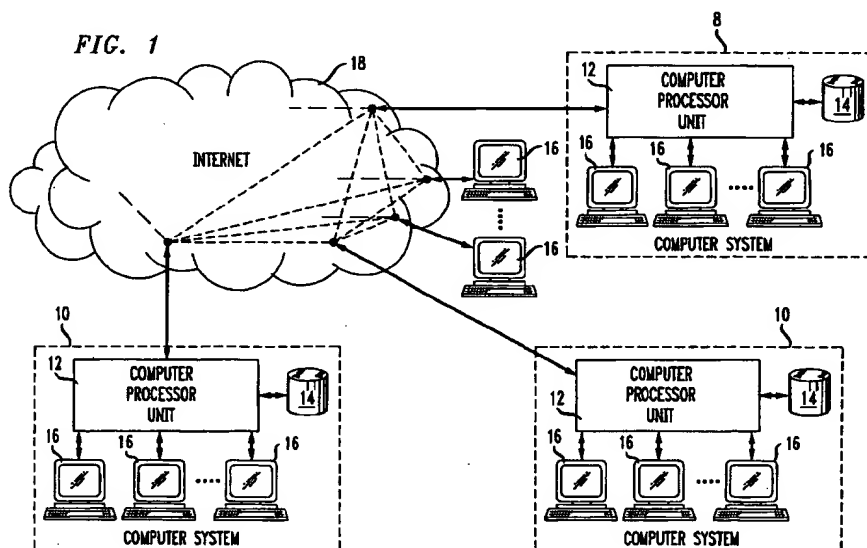 FIG. 1
18
INTERNET
16
16
8
12
COMPUTER
PROCESSOR
UNIT
14
16
16
16
COMPUTER SYSTEM
10
12
COMPUTER
PROCESSOR
UNIT
14
16
16
16
COMPUTER SYSTEM
10
12
COMPUTER
PROCESSOR
UNIT
14
16
16
16
COMPUTER SYSTEM